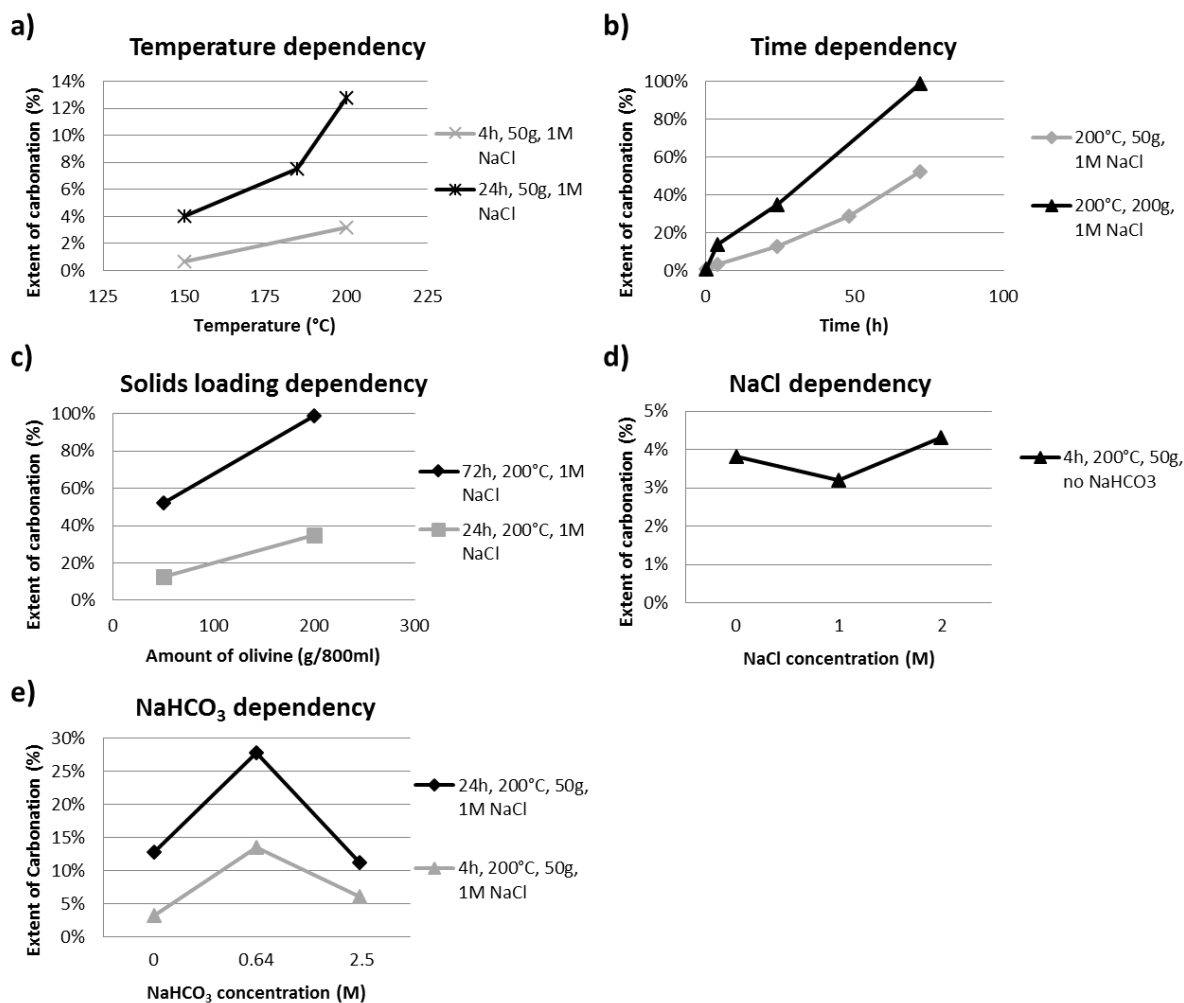 a)
Temperature dependency
Extent of carbonation (%)
14%
12%
10%
8%
6%
4%
2%
0%
125
150
175
200
225
Temperature (°C)
4h, 50g, 1M
NaCl
24h, 50g, 1M
NaCl
b)
Time dependency
Extent of carbonation (%)
100%
80%
60%
40%
20%
0%
0
50
100
Time (h)
200°C, 50g,
1M NaCl
200°C, 200g,
1M NaCl
c)
Solids loading dependency
Extent of carbonation (%)
100%
80%
60%
40%
20%
0%
0
100
200
300
Amount of olivine (g/800ml)
72h, 200°C, 1M
NaCl
24h, 200°C, 1M
NaCl
d)
NaCl dependency
Extent of carbonation (%)
5%
4%
3%
2%
1%
0%
0
1
2
NaCl concentration (M)
4h, 200°C, 50g,
no NaHCO3
e)
NaHCO₃ dependency
Extent of Carbonation (%)
30%
25%
20%
15%
10%
5%
0%
0
0.64
2.5
NaHCO₃ concentration (M)
24h, 200°C, 50g,
1M NaCl
4h, 200°C, 50g,
1M NaCl